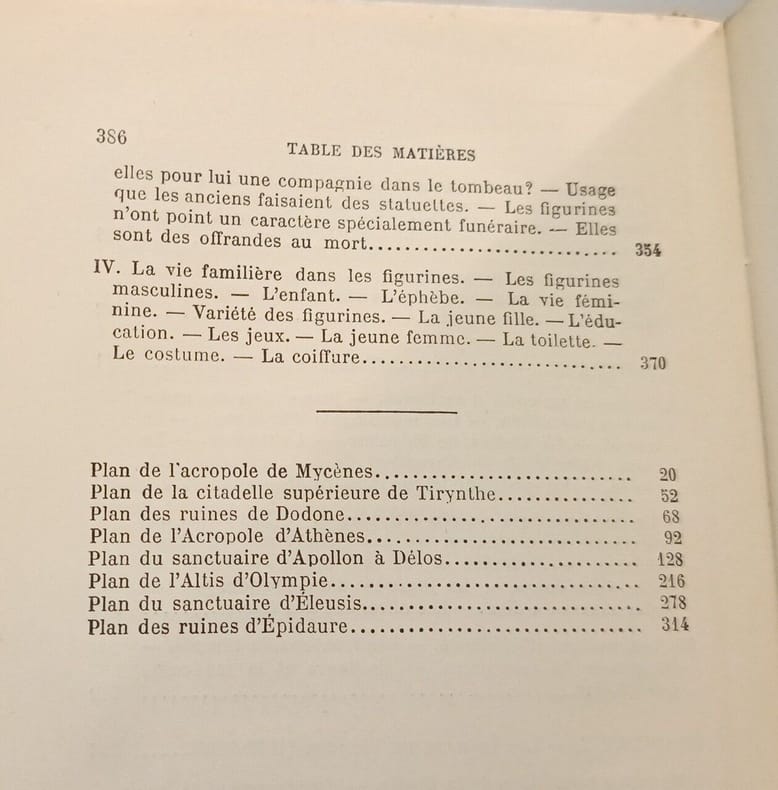 386
TABLE DES MATIÈRES
elles pour lui une compagnie dans le tombeau? — Usage
que les anciens faisaient des statuettes. — Les figurines
n'ont point un caractère spécialement funéraire. — Elles
sont des offrandes au mort.............................. 354
IV. La vie familière dans les figurines. — Les figurines
masculines. — L'enfant. — L'éphèbe. — La vie fémi-
nine. — Variété des figurines. — La jeune fille. — L'édu-
cation. — Les jeux. — La jeune femme. — La toilette. —
Le costume. — La coiffure.............................. 370
Plan de l'acropole de Mycènes.............................. 20
Plan de la citadelle supérieure de Tirynthe................ 52
Plan des ruines de Dodone.................................. 68
Plan de l'Acropole d'Athènes............................... 92
Plan du sanctuaire d'Apollon à Délos....................... 128
Plan de l'Altis d'Olympie.................................. 216
Plan du sanctuaire d'Éleusis............................... 278
Plan des ruines d'Épidaure................................. 314